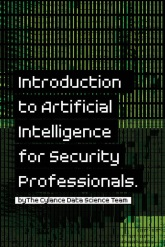 Introduction
to Artificial
Intelligence
for Security
Professionals.
by The Cylance Data Science Team